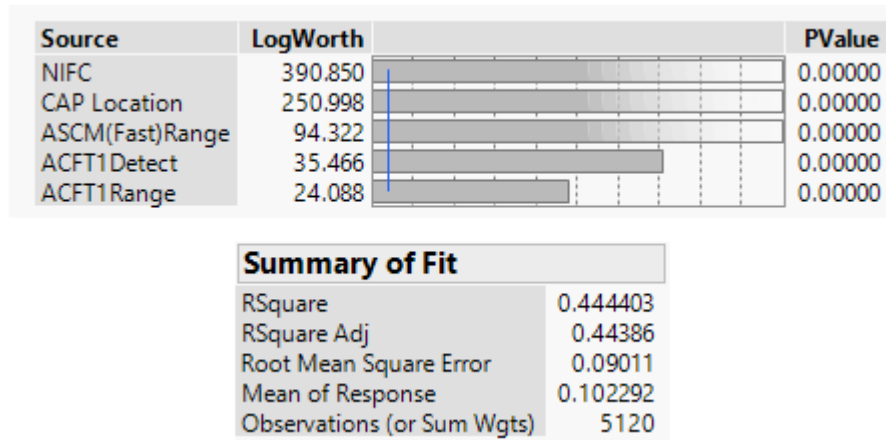 Source LogWorth PValue
NIFC 390.850 0.00000
CAP Location 250.998 0.00000
ASCM(Fast)Range 94.322 0.00000
ACFT1Detect 35.466 0.00000
ACFT1Range 24.088 0.00000
Summary of Fit
RSquare 0.444403
RSquare Adj 0.44386
Root Mean Square Error 0.09011
Mean of Response 0.102292
Observations (or Sum Wgts) 5120